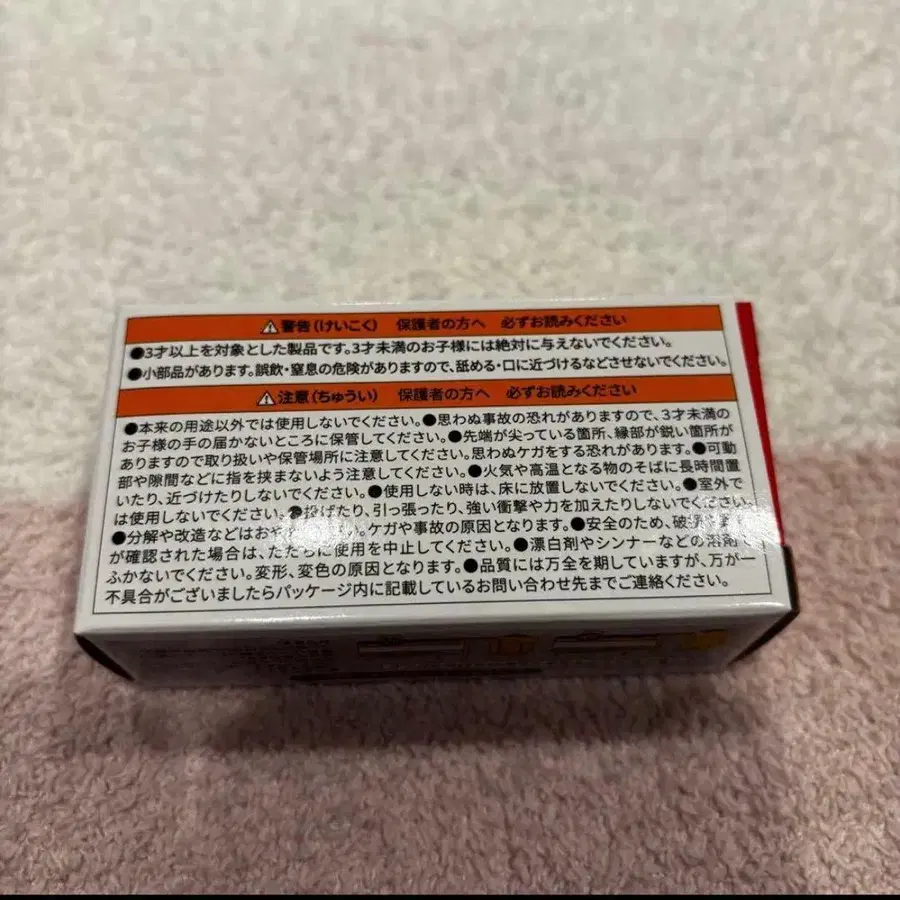 ⚠警告(けいこく) 保護者の方へ 必ずお読みください
●3才以上を対象とした製品です。3才未満のお子様には絶対に与えないでください。
●小部品があります。誤飲・窒息の危険がありますので、舐める・口に近づけるなどさせないでください。
⚠注意(ちゅうい) 保護者の方へ 必ずお読みください
●本来の用途以外では使用しないでください。●思わぬ事故の恐れがありますので、3才未満の
お子様の手の届かないところに保管してください。●先端が尖っている箇所、縁部が鋭い箇所が
ありますので取り扱いや保管場所に注意してください。思わぬケガをする恐れがあります。●可動
部や隙間などに指を挟まないよう注意してください。●火気や高温となる物のそばに長時間置
いたり、近づけたりしないでください。●使用しない時は、床に放置しないでください。●室外で
は使用しないでください。●投げたり、引っ張ったり、強い衝撃や力を加えたりしないでください。
●分解や改造などはおやめ ケガや事故の原因となります。●安全のため、破
が確認された場合は、ただちに使用を中止してください。●漂白剤やシンナーなどの溶剤で
ふかないでください。変形、変色の原因となります。●品質には万全を期していますが、万が一
不具合がございましたらパッケージ内に記載しているお問い合わせ先までご連絡ください。